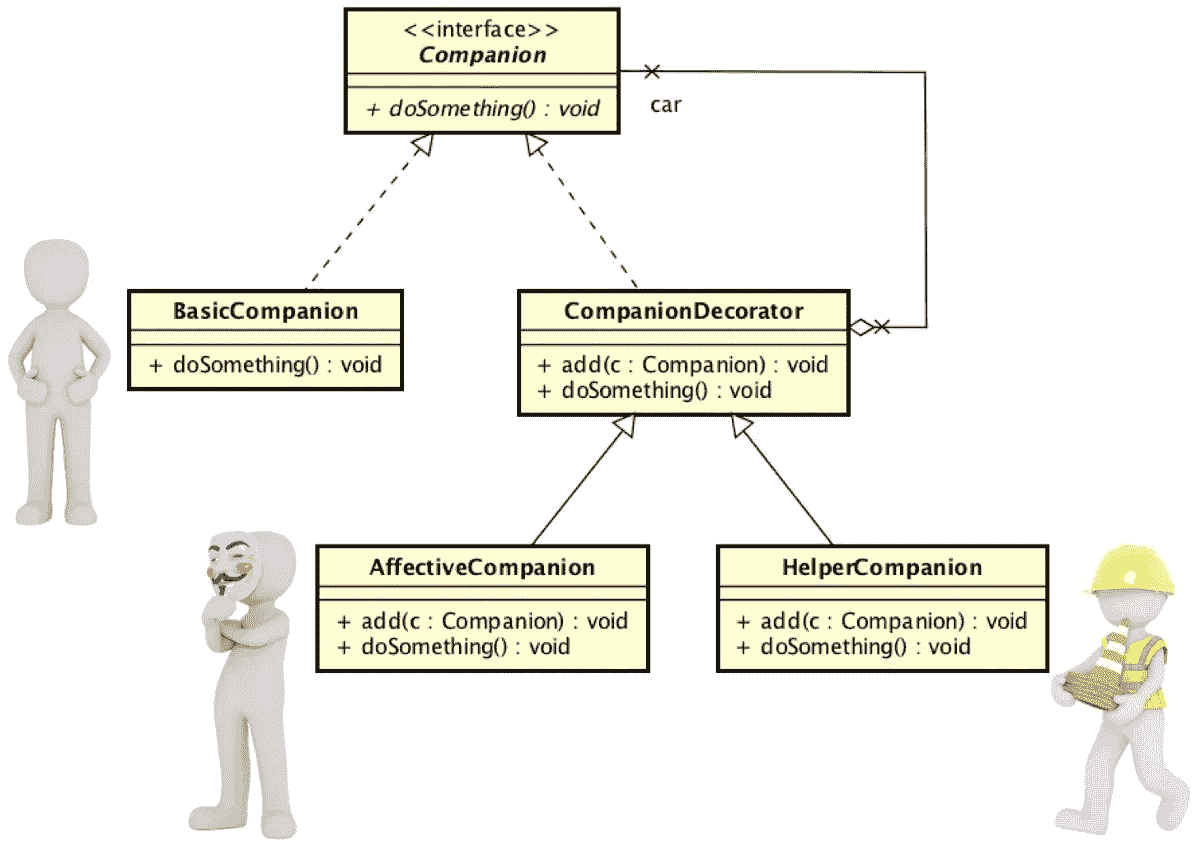 <<interface>>
Companion
+ doSomething() : void
car
BasicCompanion
+ doSomething() : void
CompanionDecorator
+ add(c : Companion) : void
+ doSomething() : void
AffectiveCompanion
+ add(c : Companion) : void
+ doSomething() : void
HelperCompanion
+ add(c : Companion) : void
+ doSomething() : void